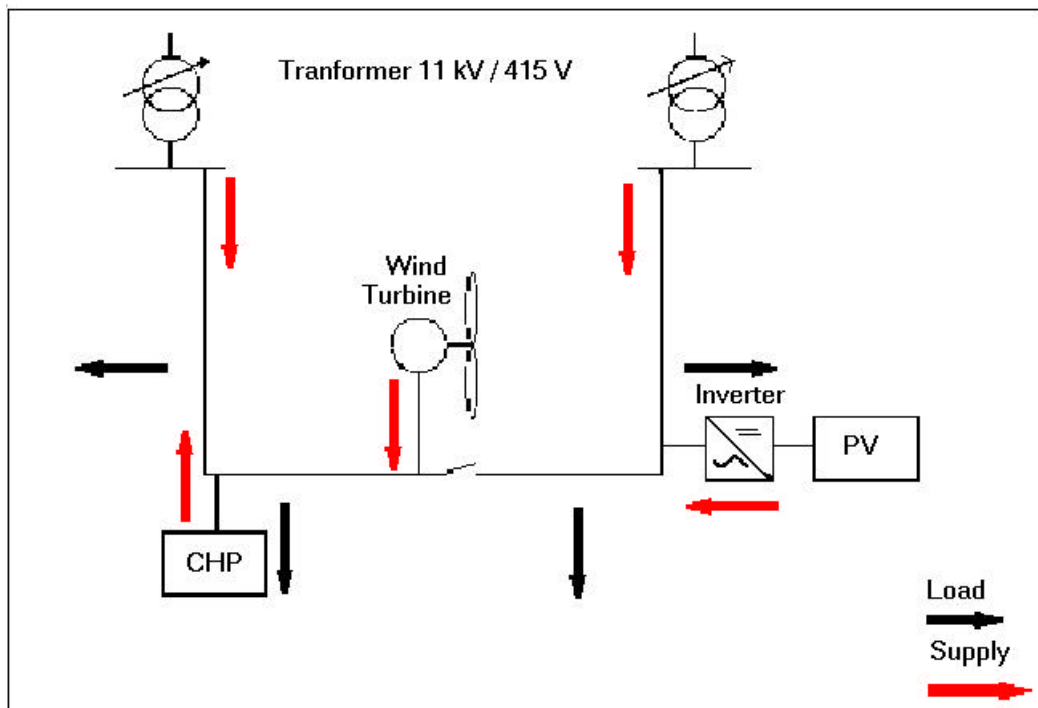 Tranformer 11 kV / 415 V
Wind
Turbine
Inverter
PV
CHP
Load
Supply